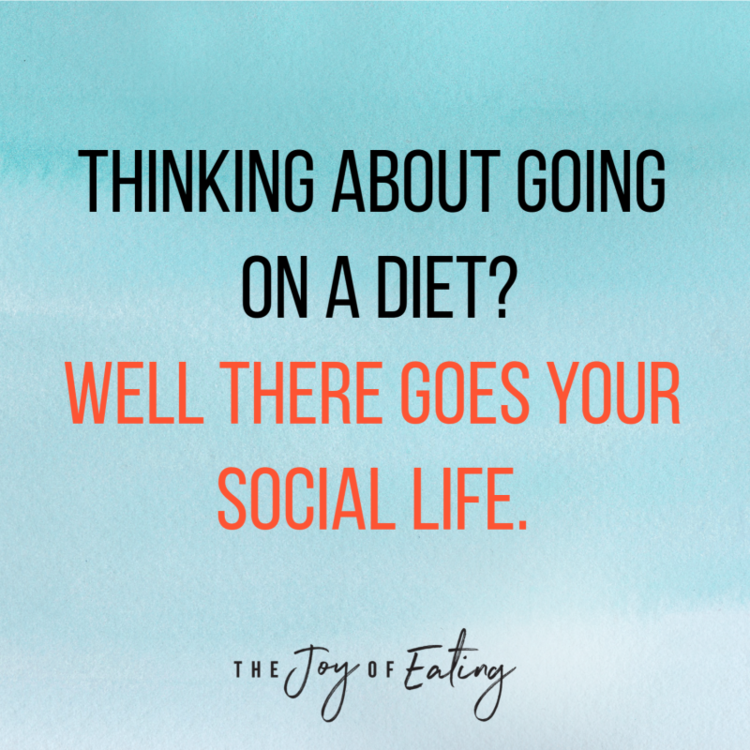 THINKING ABOUT GOING
ON A DIET?
WELL THERE GOES YOUR
SOCIAL LIFE.
THE Joy OF Eating